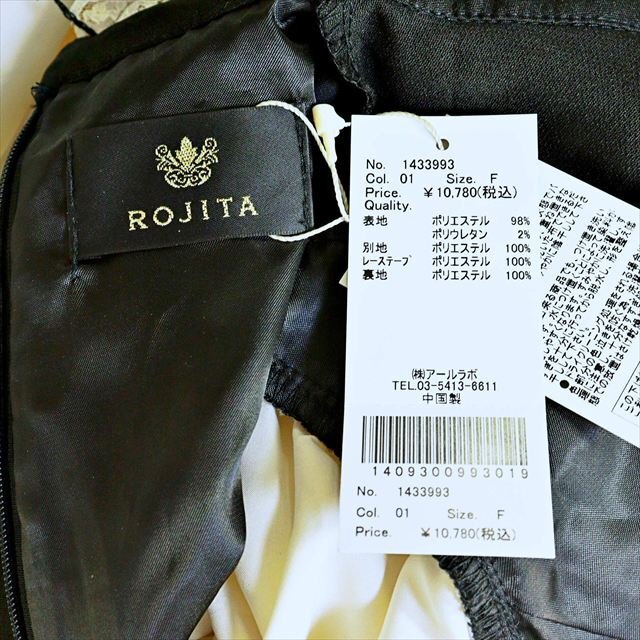 ROJITA
No. 1433993
Col. 01 Size. F
Price. ¥10,780(税込)
Quality.
表地 ポリエステル 98%
ポリウレタン 2%
別地 ポリエステル 100%
レーステープ ポリエステル 100%
裏地 ポリエステル 100%
(株)アールラボ
TEL.03-5413-6611
中国製
1409300993019
No. 1433993
Col. 01 Size. F
Price. ¥10,780(税込)